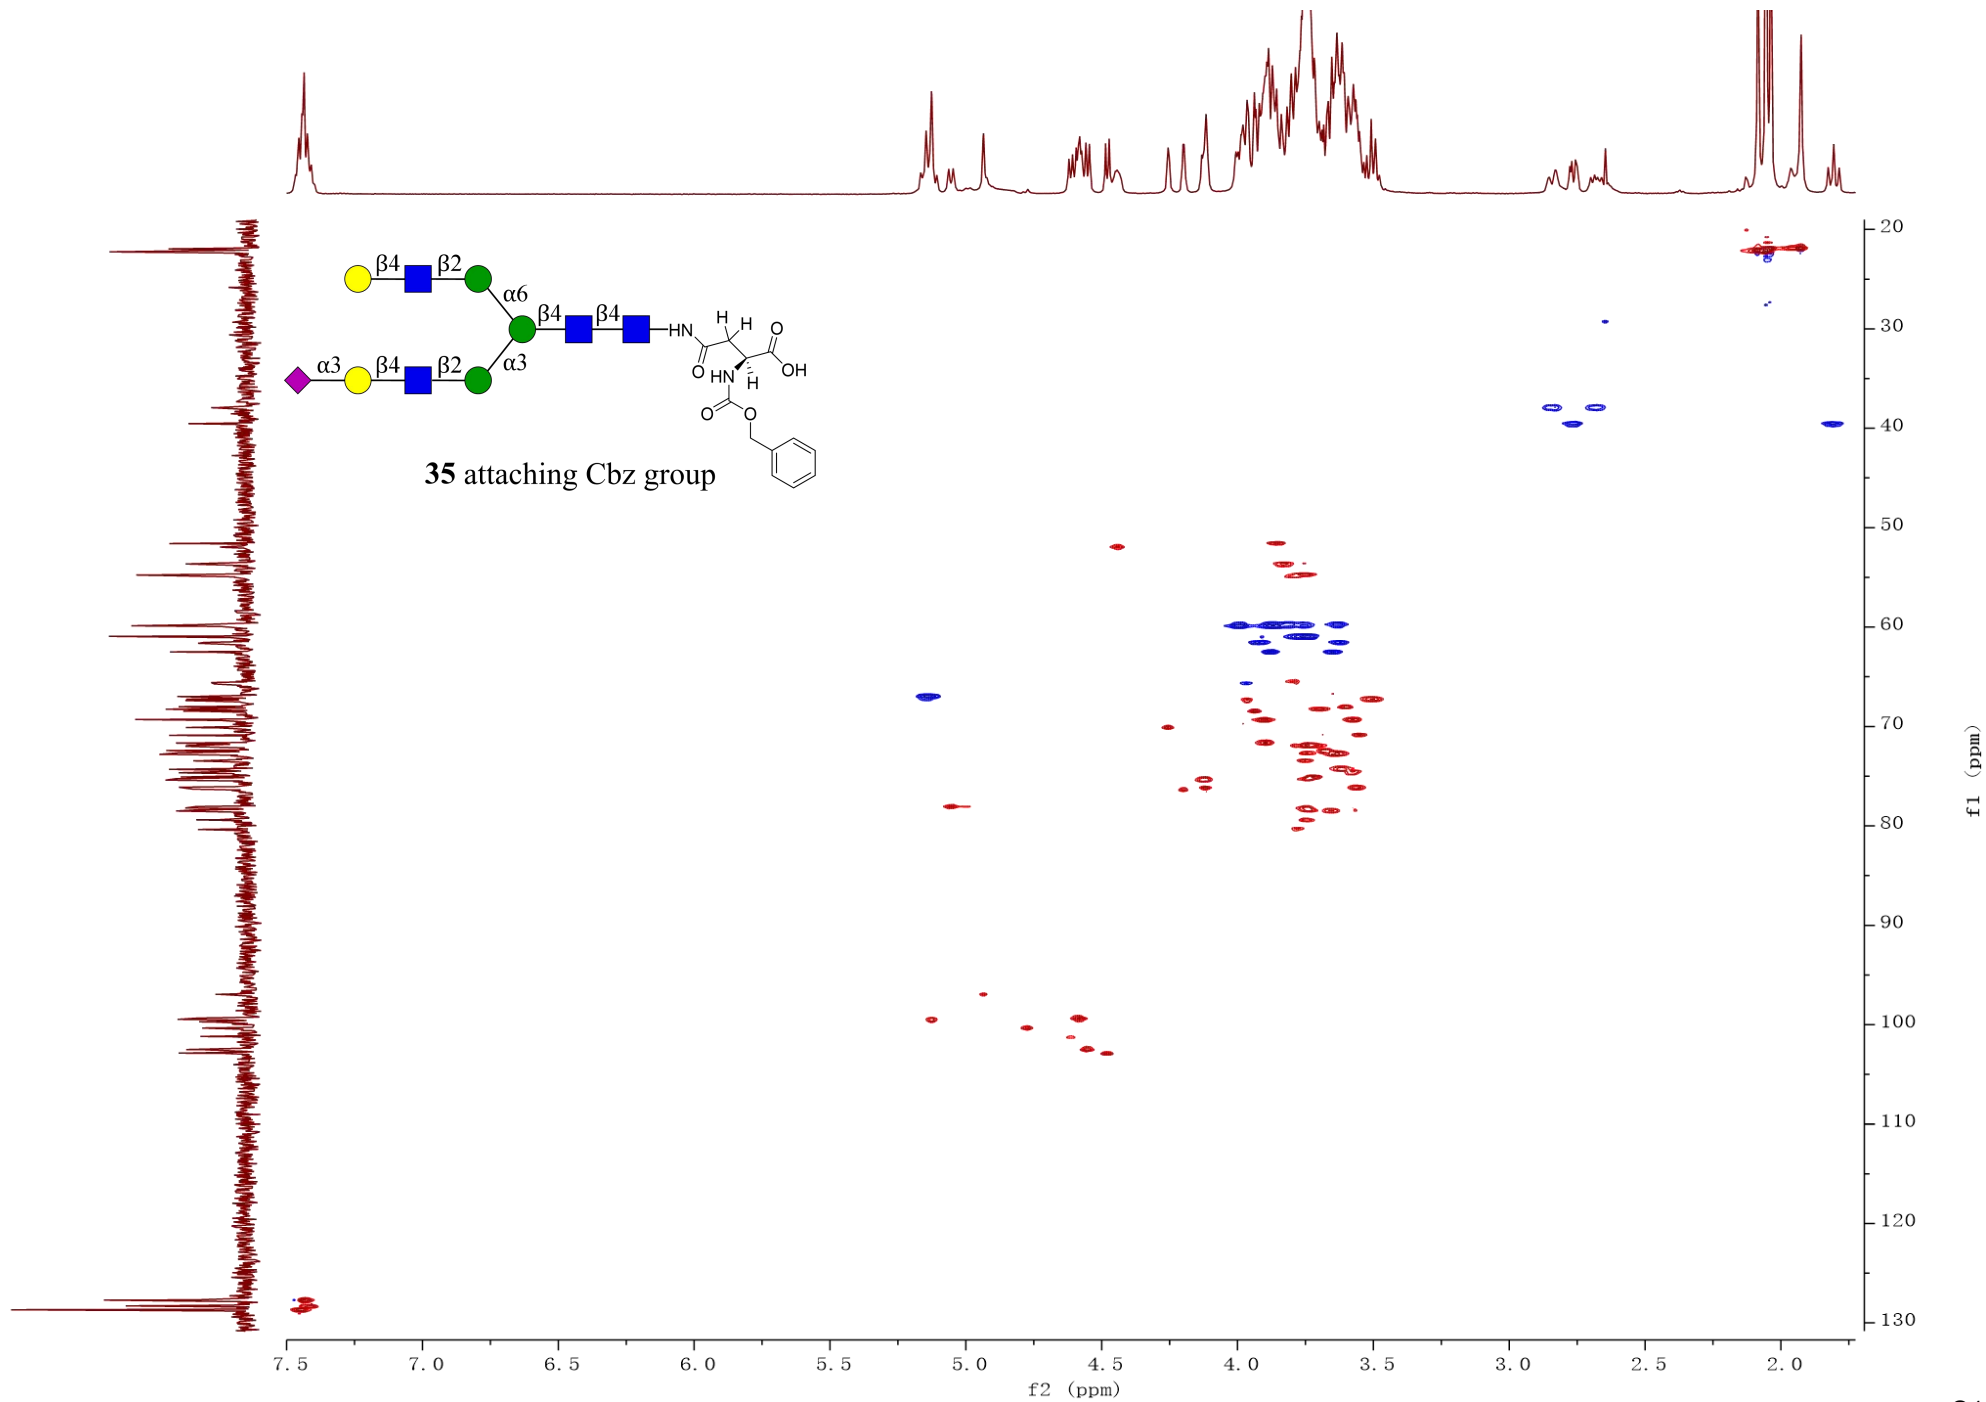 β4 β2
α6
β4 β4
HN
H H
O
O
OH
α3 β4 β2 α3
HN H
O O
35 attaching Cbz group
20
30
40
50
60
70
80
90
100
110
120
130
f1 (ppm)
7.5 7.0 6.5 6.0 5.5 5.0 4.5 4.0 3.5 3.0 2.5 2.0
f2 (ppm)